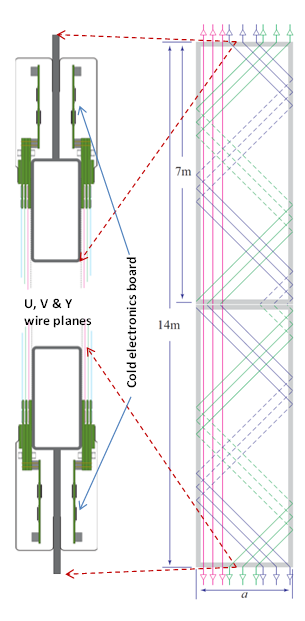 7m
U, V & Y
wire planes
Cold electronics board
14m
a